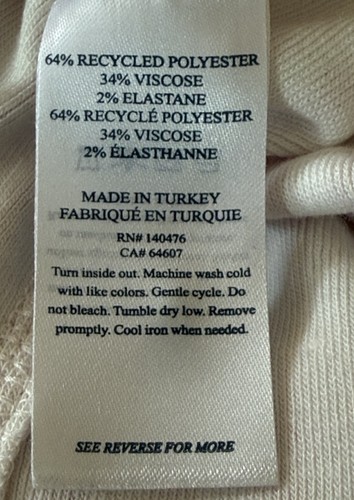 64% RECYCLED POLYESTER
34% VISCOSE
2% ELASTANE
64% RECYCLÉ POLYESTER
34% VISCOSE
2% ÉLASTHANNE
MADE IN TURKEY
FABRIQUÉ EN TURQUIE
RN# 140476
CA# 64607
Turn inside out. Machine wash cold
with like colors. Gentle cycle. Do
not bleach. Tumble dry low. Remove
promptly. Cool iron when needed.
SEE REVERSE FOR MORE